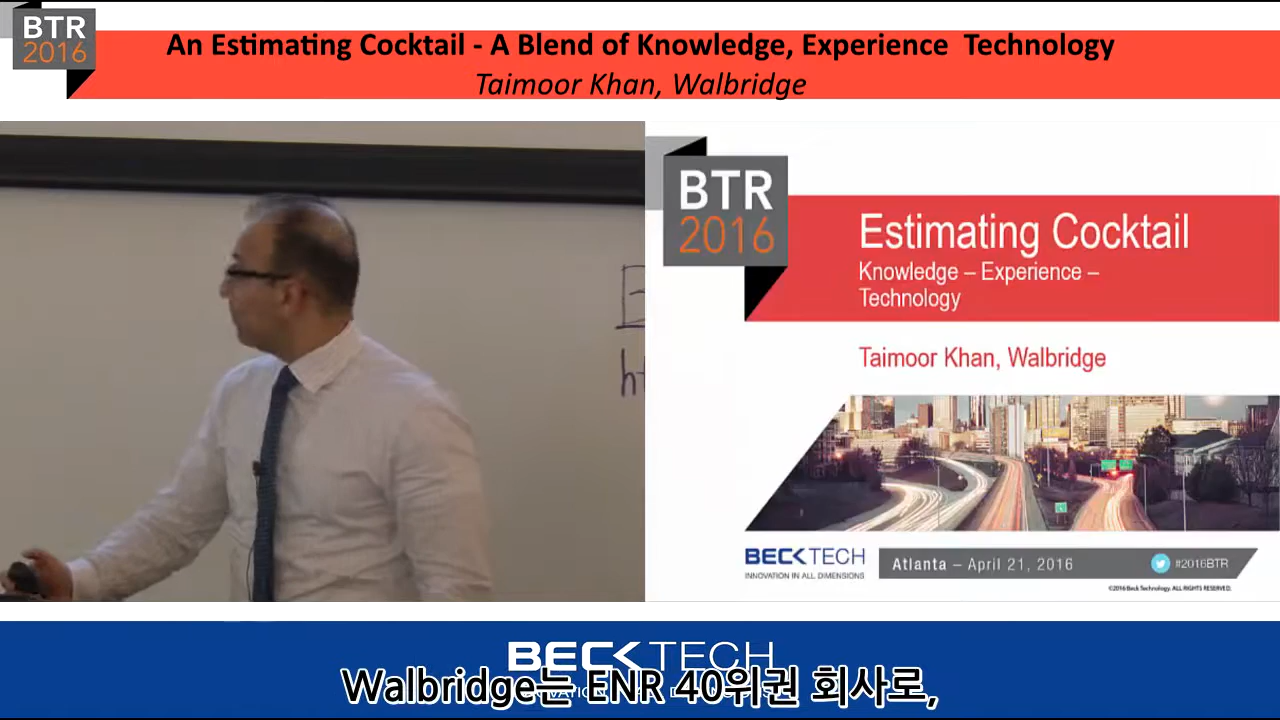 BTR
2016
An Estimating Cocktail - A Blend of Knowledge, Experience Technology
Taimoor Khan, Walbridge
BTR
2016
Estimating Cocktail
Knowledge – Experience –
Technology
Taimoor Khan, Walbridge
BECKTECH
INNOVATION IN ALL DIMENSIONS
Atlanta – April 21, 2016
#2016BTR
©2016 Beck Technology. ALL RIGHTS RESERVED.
BECKTECH
Walbridge는 ENR 40위권 회사로,